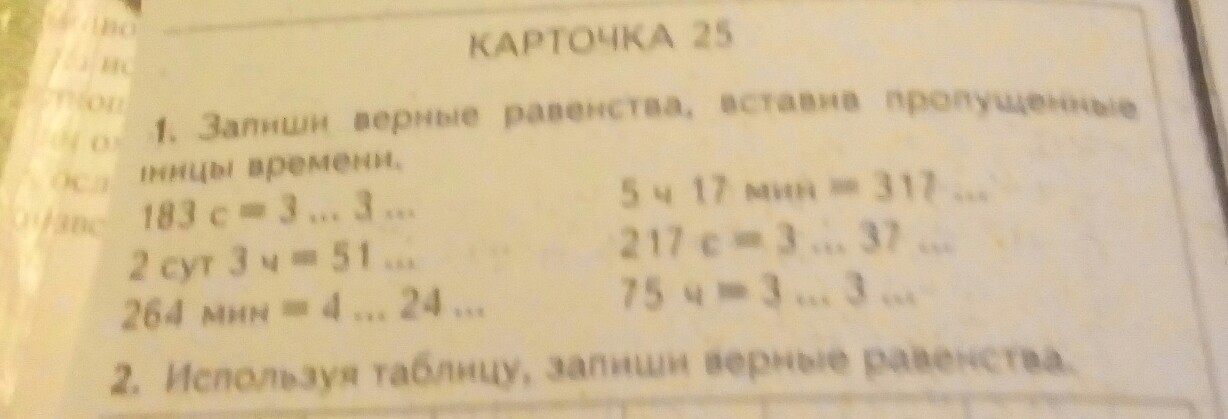 КАРТОЧКА 25
1. Запиши верные равенства, вставив пропущенные
иницы времени.
183 с = 3 ... 3 ...
5 ч 17 мин = 317 ...
2 сут 3 ч = 51 ...
217 с = 3 ... 37 ...
264 мин = 4 ... 24 ...
75 ч = 3 ... 3 ...
2. Используя таблицу, запиши верные равенства.